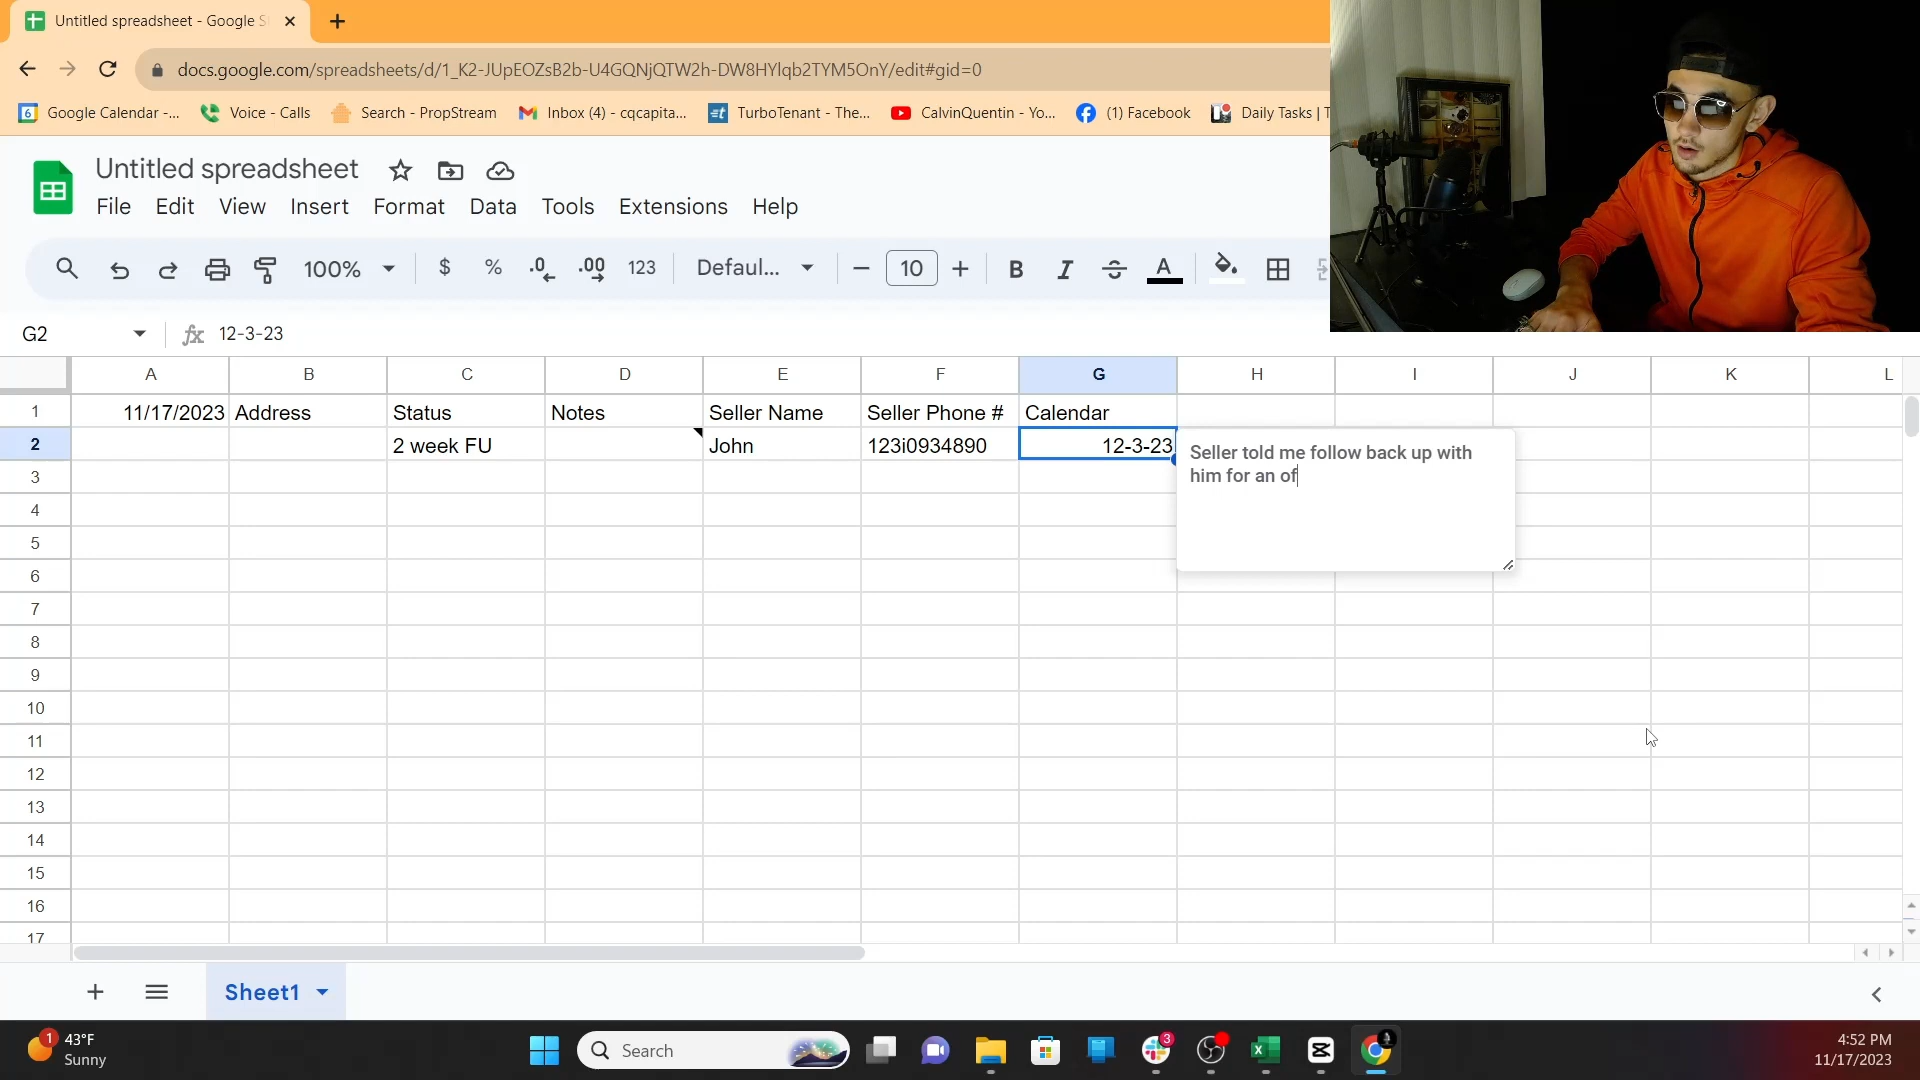 Untitled spreadsheet - Google S
docs.google.com/spreadsheets/d/1_K2-JUpEOZsB2b-U4GQNjQTW2h-DW8HYlqb2TYM5OnY/edit#gid=0
Google Calendar -... Voice - Calls Search - PropStream Inbox (4) - cqcapita... TurboTenant - The... CalvinQuentin - Yo... (1) Facebook Daily Tasks | T
Untitled spreadsheet
File Edit View Insert Format Data Tools Extensions Help
100% $ % .0 .00 123 Defaul... 10 B I S A
G2 fx 12-3-23
A B C D E F G H I J K L
1 11/17/2023 Address Status Notes Seller Name Seller Phone # Calendar
2 2 week FU John 123i0934890 12-3-23
Seller told me follow back up with
him for an of
3
4
5
6
7
8
9
10
11
12
13
14
15
16
17
Sheet1
1 43°F
Sunny
Search
3
4:52 PM
11/17/2023